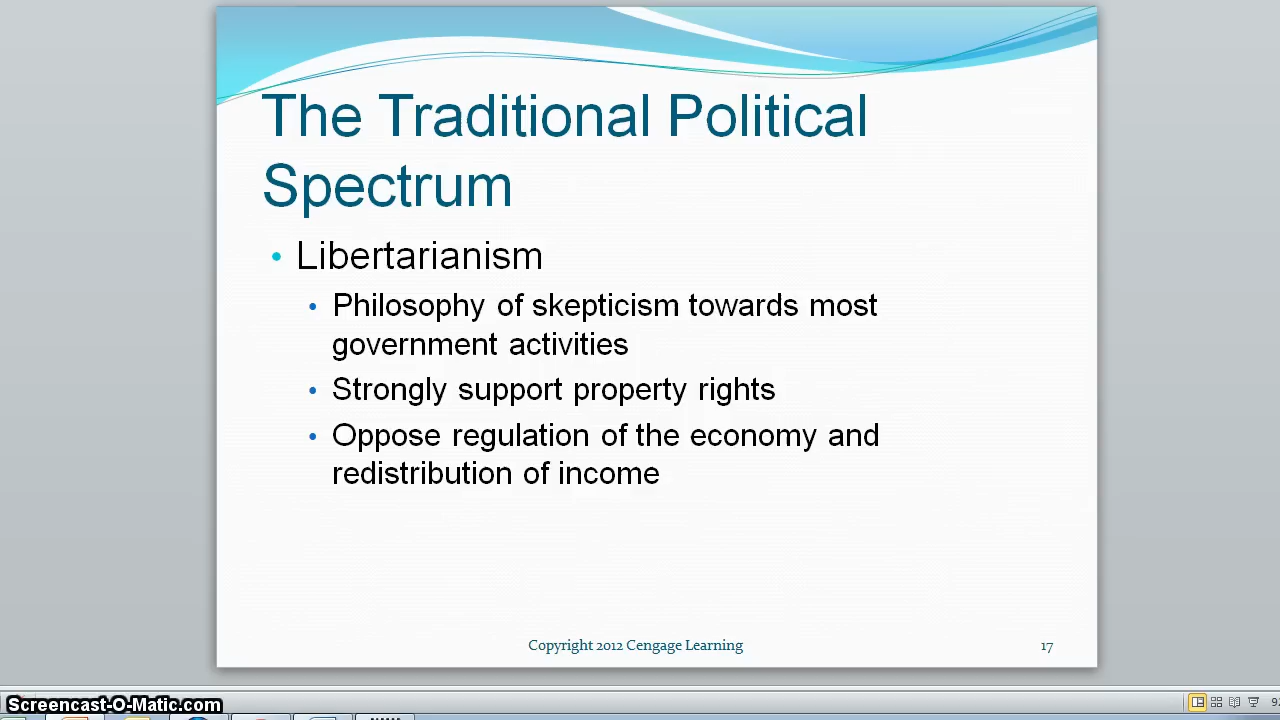 The Traditional Political
Spectrum
• Libertarianism
• Philosophy of skepticism towards most
government activities
• Strongly support property rights
• Oppose regulation of the economy and
redistribution of income
Copyright 2012 Cengage Learning
17
Screencast-O-Matic.com